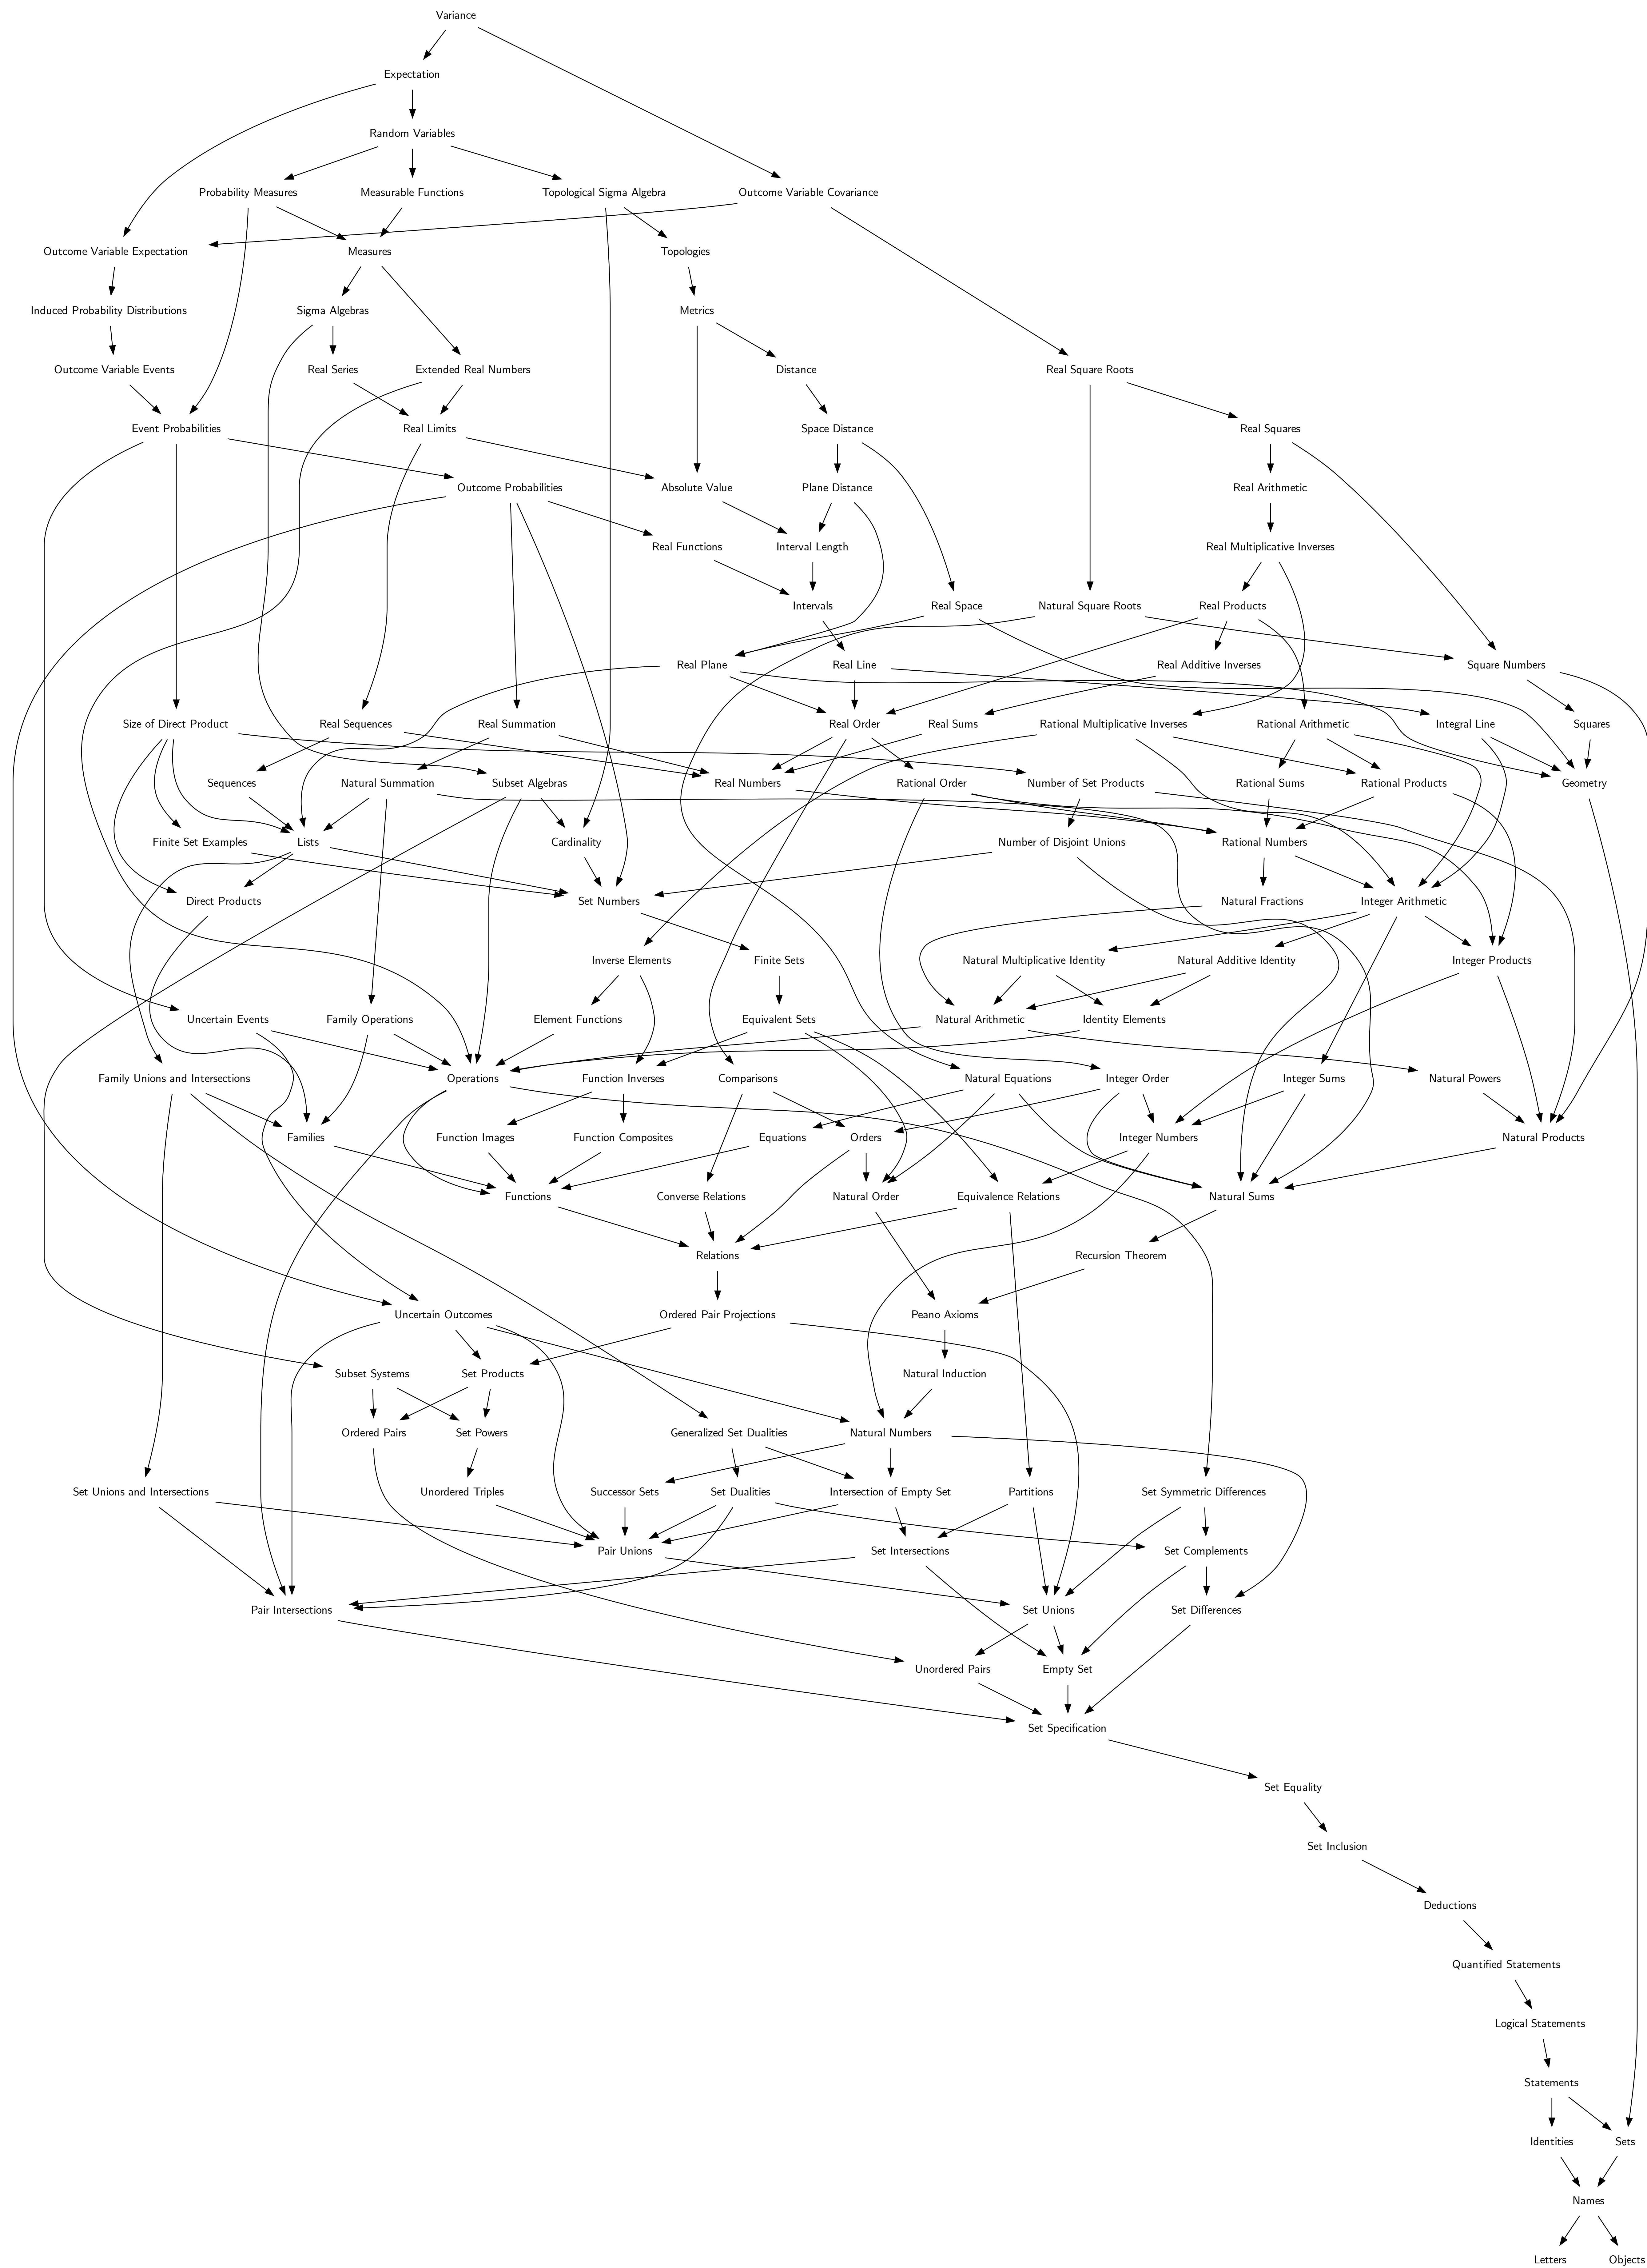 Variance
Expectation
Random Variables
Probability Measures
Measurable Functions
Topological Sigma Algebra
Outcome Variable Covariance
Outcome Variable Expectation
Measures
Topologies
Induced Probability Distributions
Sigma Algebras
Metrics
Outcome Variable Events
Real Series
Extended Real Numbers
Distance
Real Square Roots
Event Probabilities
Real Limits
Space Distance
Real Squares
Outcome Probabilities
Absolute Value
Plane Distance
Real Arithmetic
Real Functions
Interval Length
Real Multiplicative Inverses
Intervals
Real Space
Natural Square Roots
Real Products
Real Plane
Real Line
Real Additive Inverses
Square Numbers
Size of Direct Product
Real Sequences
Real Summation
Real Order
Real Sums
Rational Multiplicative Inverses
Rational Arithmetic
Integral Line
Squares
Sequences
Natural Summation
Subset Algebras
Real Numbers
Rational Order
Number of Set Products
Rational Sums
Rational Products
Geometry
Finite Set Examples
Lists
Cardinality
Number of Disjoint Unions
Rational Numbers
Direct Products
Set Numbers
Natural Fractions
Integer Arithmetic
Inverse Elements
Finite Sets
Natural Multiplicative Identity
Natural Additive Identity
Integer Products
Uncertain Events
Family Operations
Element Functions
Equivalent Sets
Natural Arithmetic
Identity Elements
Family Unions and Intersections
Operations
Function Inverses
Comparisons
Natural Equations
Integer Order
Integer Sums
Natural Powers
Families
Function Images
Function Composites
Equations
Orders
Integer Numbers
Natural Products
Functions
Converse Relations
Natural Order
Equivalence Relations
Natural Sums
Relations
Recursion Theorem
Uncertain Outcomes
Ordered Pair Projections
Peano Axioms
Subset Systems
Set Products
Natural Induction
Ordered Pairs
Set Powers
Generalized Set Dualities
Natural Numbers
Set Unions and Intersections
Unordered Triples
Successor Sets
Set Dualities
Intersection of Empty Set
Partitions
Set Symmetric Differences
Pair Unions
Set Intersections
Set Complements
Pair Intersections
Set Unions
Set Differences
Unordered Pairs
Empty Set
Set Specification
Set Equality
Set Inclusion
Deductions
Quantified Statements
Logical Statements
Statements
Identities
Sets
Names
Letters
Objects